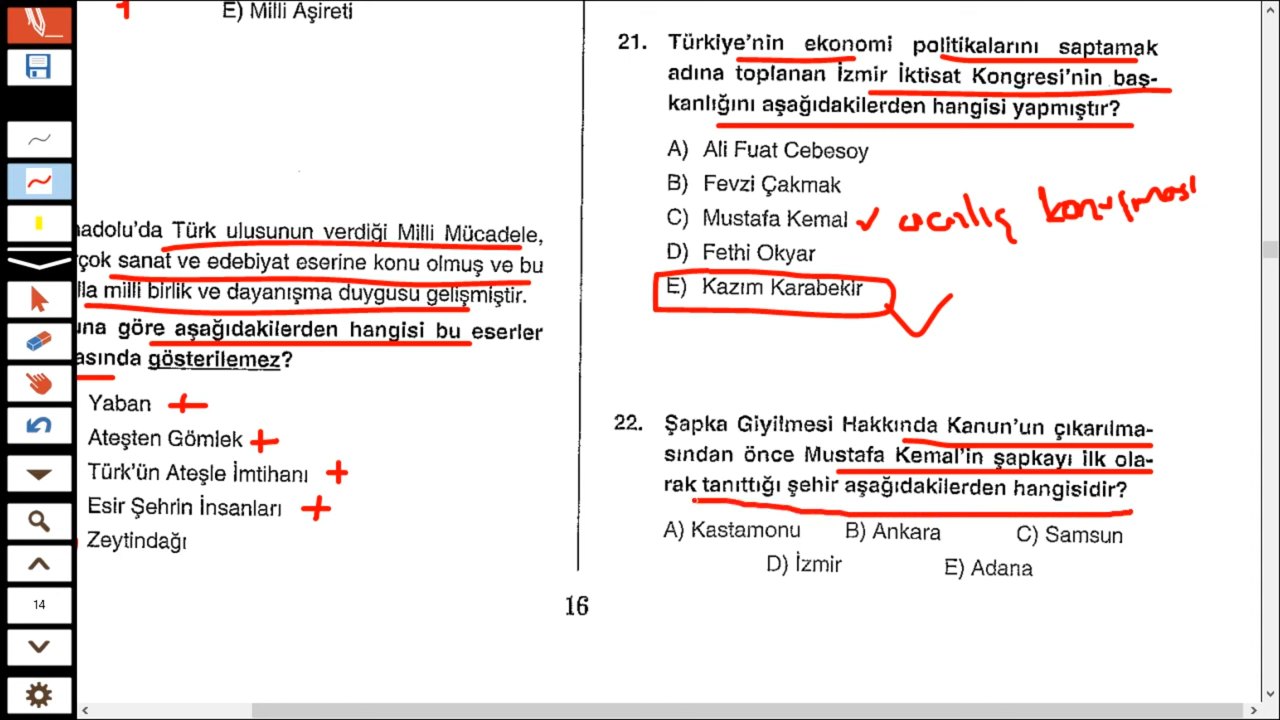 E) Milli Aşireti
nadolu'da Türk ulusunun verdiği Milli Mücadele,
çok sanat ve edebiyat eserine konu olmuş ve bu
lla milli birlik ve dayanışma duygusu gelişmiştir.
una göre aşağıdakilerden hangisi bu eserler
asında gösterilemez?
Yaban
Ateşten Gömlek
Türk'ün Ateşle İmtihanı
Esir Şehrin İnsanları
Zeytindağı
21. Türkiye'nin ekonomi politikalarını saptamak
adına toplanan İzmir İktisat Kongresi'nin baş-
kanlığını aşağıdakilerden hangisi yapmıştır?
A) Ali Fuat Cebesoy
B) Fevzi Çakmak
C) Mustafa Kemal açılış konuşması
D) Fethi Okyar
E) Kazım Karabekir
22. Şapka Giyilmesi Hakkında Kanun'un çıkarılma-
sından önce Mustafa Kemal'in şapkayı ilk ola-
rak tanıttığı şehir aşağıdakilerden hangisidir?
A) Kastamonu B) Ankara C) Samsun
D) İzmir E) Adana
16
14